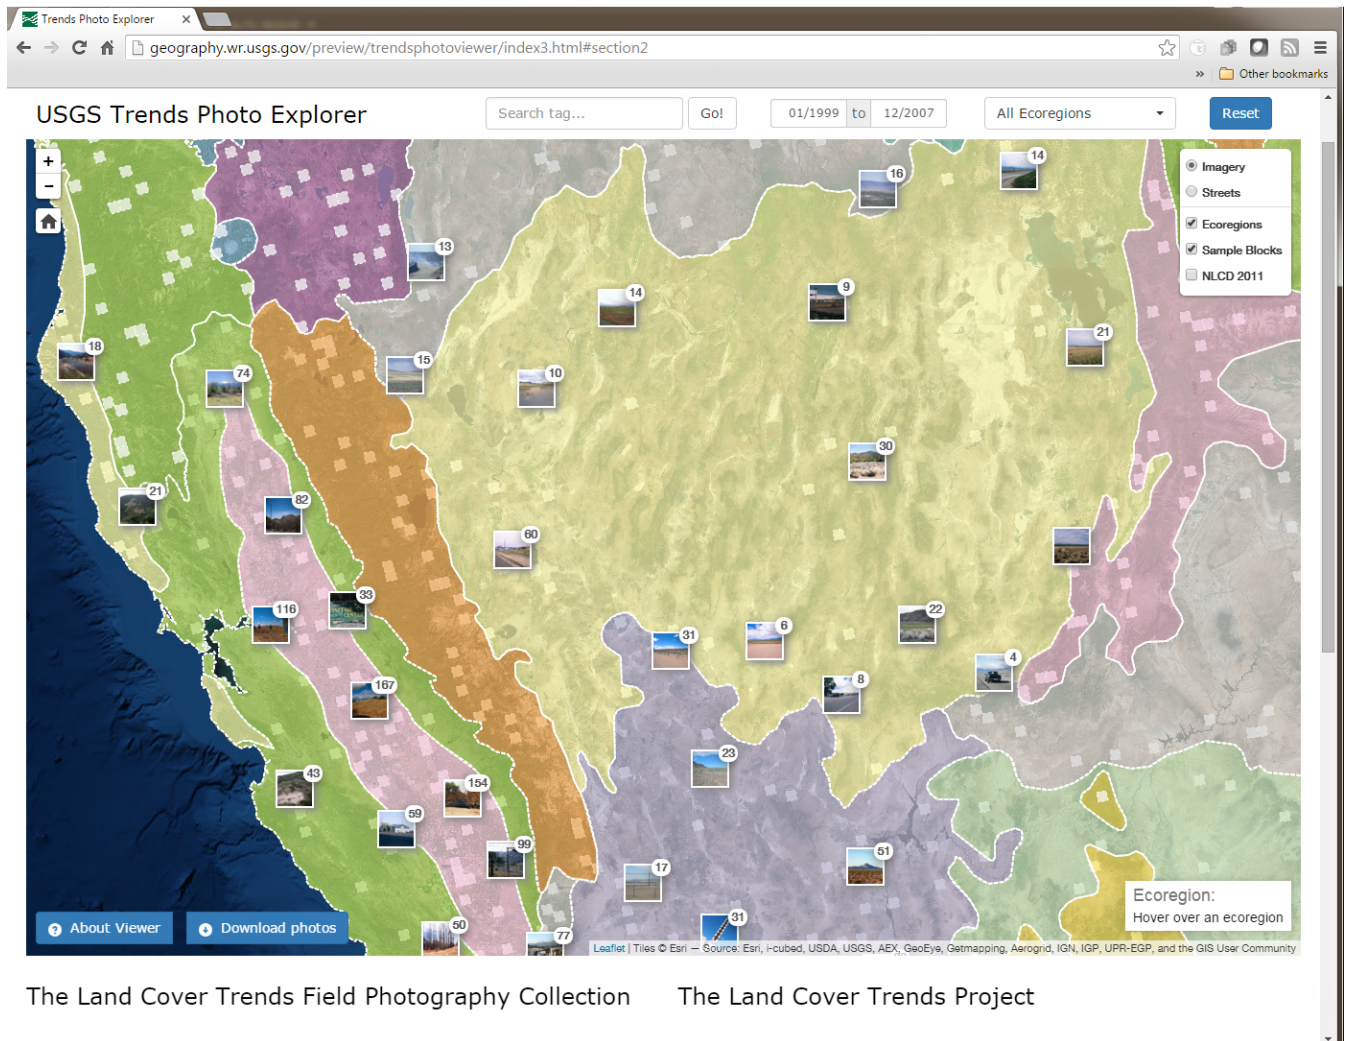 Trends Photo Explorer
geography.wr.usgs.gov/preview/trendsphotoviewer/index3.html#section2
» Other bookmarks
USGS Trends Photo Explorer
Search tag...
Go!
01/1999 to 12/2007
All Ecoregions
Reset
+
−
Imagery
Streets
Ecoregions
Sample Blocks
NLCD 2011
14
16
13
14
9
21
18
15
74
10
30
21
82
60
33
116
22
6
31
4
8
167
23
43
154
59
99
51
17
31
50
77
Ecoregion:
Hover over an ecoregion
About Viewer
Download photos
Leaflet | Tiles © Esri — Source: Esri, i-cubed, USDA, USGS, AEX, GeoEye, Getmapping, Aerogrid, IGN, IGP, UPR-EGP, and the GIS User Community
The Land Cover Trends Field Photography Collection
The Land Cover Trends Project